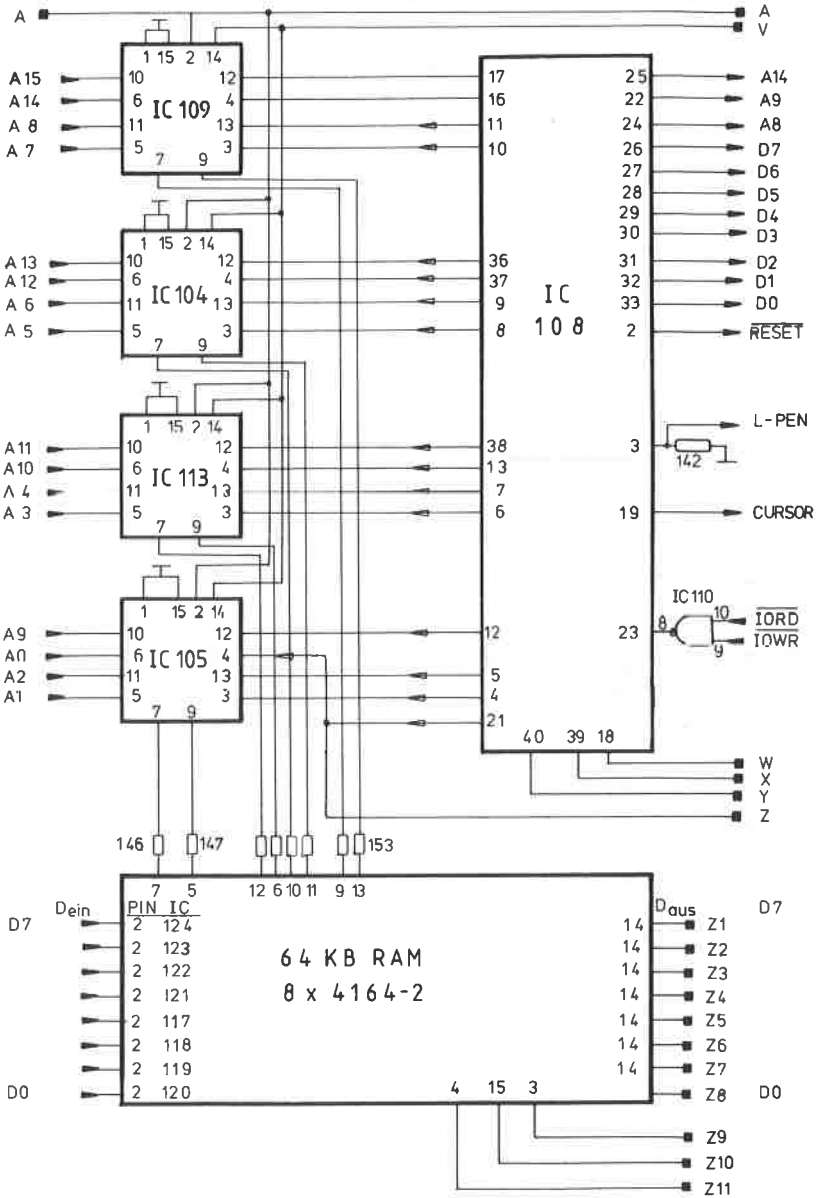 A A
V
1 15 2 14
A15 10 12 17 25 A14
A14 6 IC 109 4 16 22 A9
A 8 11 13 11 24 A8
A 7 5 3 10 26 D7
7 9
27 D6
28 D5
29 D4
1 15 2 14 30 D3
A 13 10 12 36 31 D2
A 12 6 IC 104 4 37 IC 32 D1
A 6 11 13 9 108 33 D0
A 5 5 3 8 2 RESET
7 9
1 15 2 14
L-PEN
A11 10 12 38 3 142
A10 6 IC 113 4 13
A 4 11 13 7
A 3 5 3 6 19 CURSOR
7 9
1 15 2 14
IC110
A9 10 12 12 23 8 10 IORD
A0 6 IC 105 4 9 IOWR
A2 11 13 5
A1 5 3 4
7 9 21
40 39 18
W
X
Y
Z
146 147 153
7 5 12 6 10 11 9 13
Dein PIN IC Daus
D7 2 124 14 Z1 D7
2 123 14 Z2
2 122 64 KB RAM 14 Z3
2 121 8 x 4164-2 14 Z4
2 117 14 Z5
2 118 14 Z6
2 119 14 Z7
D0 2 120 Z8 D0
4 15 3
Z9
Z10
Z11